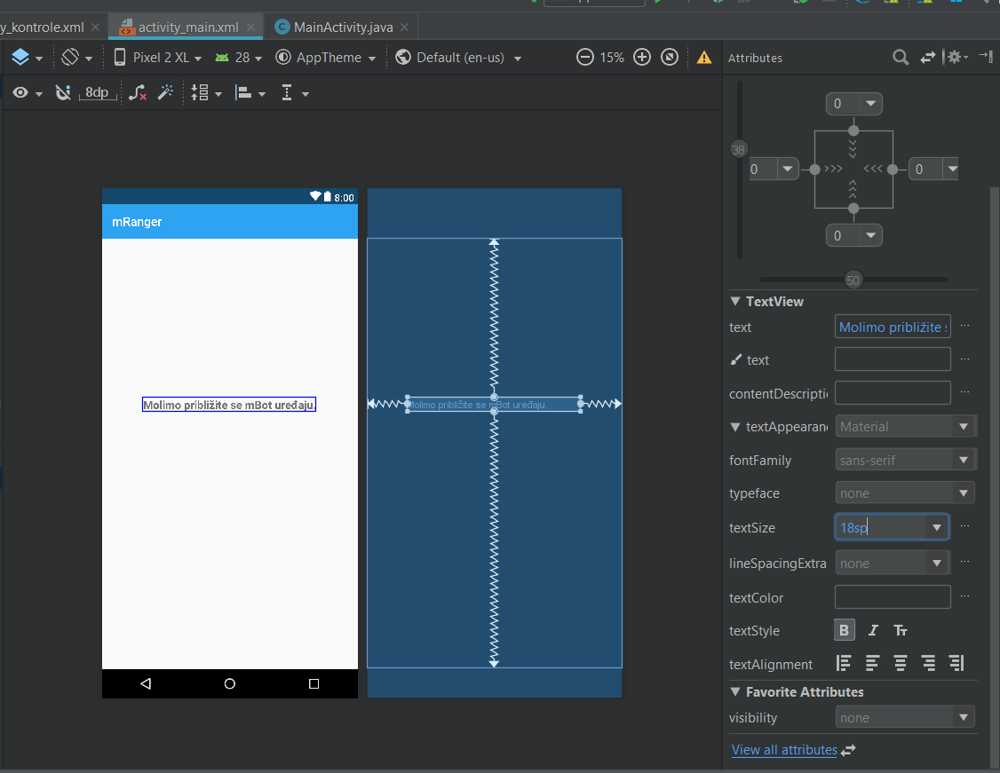 y_kontrole.xml
activity_main.xml
MainActivity.java
Pixel 2 XL
28
AppTheme
Default (en-us)
15%
Attributes
8dp
0
38
0
0
0
50
8:00
mRanger
Molimo približite se mBot uređaju.
Molimo približite se mBot uređaju.
TextView
text
Molimo približite
text
contentDescripti
textAppearan
Material
fontFamily
sans-serif
typeface
none
textSize
18sp
lineSpacingExtra
none
textColor
textStyle
B I TT
textAlignment
Favorite Attributes
visibility
none
View all attributes